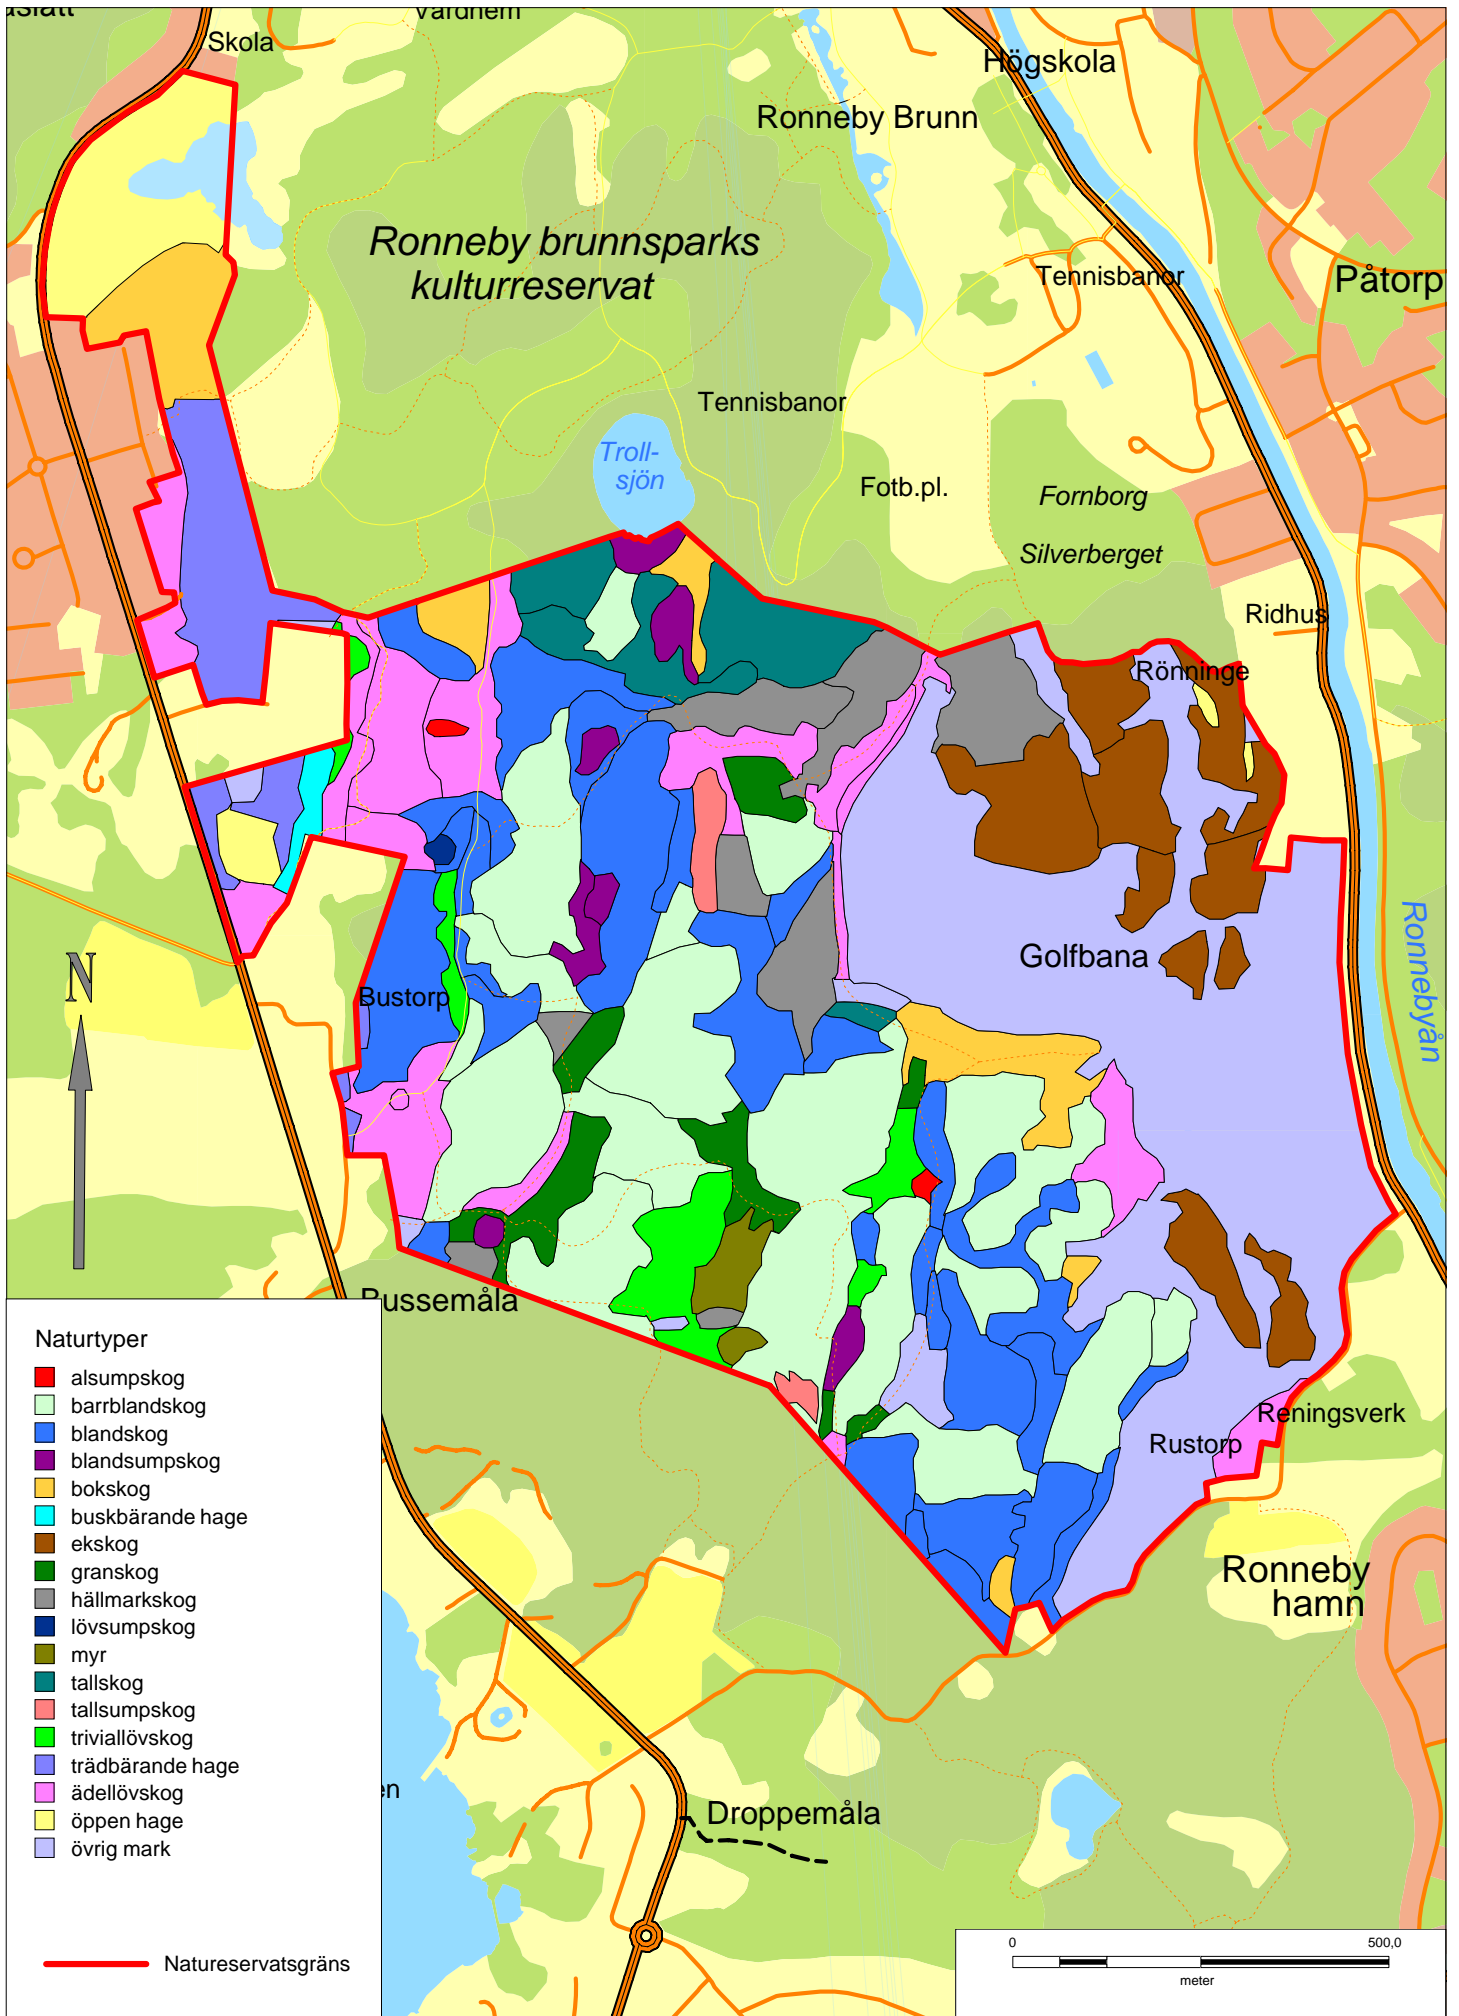 Vardhem
Skola
Högskola
Ronneby Brunn
Ronneby brunnsparks
kulturreservat
Tennisbanor
Påtorp
Tennisbanor
Troll-
sjön
Fotb.pl.
Fornborg
Silverberget
Ridhus
Rönninge
Golfbana
Ronnebyån
N
Bustorp
Bussemåla
Reningsverk
Rustorp
Ronneby
hamn
Droppemåla
Naturtyper
alsumpskog
barrblandskog
blandskog
blandsumpskog
bokskog
buskbärande hage
ekskog
granskog
hällmarkskog
lövsumpskog
myr
tallskog
tallsumpskog
triviallövskog
trädbärande hage
ädellövskog
öppen hage
övrig mark
Natureservatsgräns
0 500,0
meter